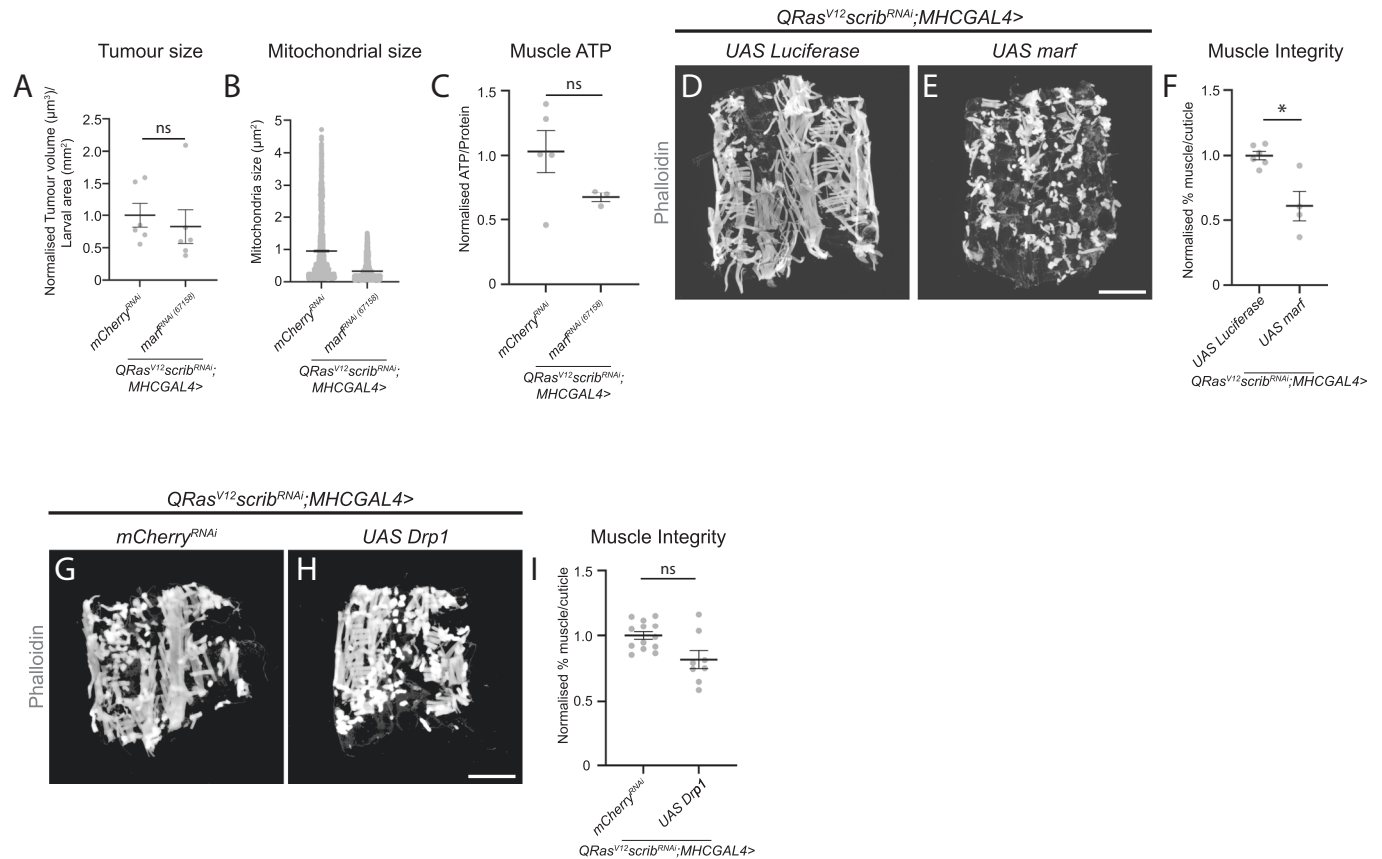 QRasV12scribRNAi;MHCGAL4>
Tumour size
Mitochondrial size
Muscle ATP
UAS Luciferase
UAS marf
Muscle Integrity
A
B
C
D
E
F
Normalised Tumour volume (µm³)/
Larval area (mm²)
2.5
2.0
1.5
1.0
0.5
0
ns
mCherryRNAi
marfRNAi (67158)
QRasV12scribRNAi;
MHCGAL4>
Mitochondria size (µm²)
5
4
3
2
1
0
mCherryRNAi
marfRNAi (67158)
QRasV12scribRNAi;
MHCGAL4>
Normalised ATP/Protein
1.5
1.0
0.5
0
ns
mCherryRNAi
marfRNAi (67158)
QRasV12scribRNAi;
MHCGAL4>
Phalloidin
Normalised % muscle/cuticle
1.5
1.0
0.5
0
*
UAS Luciferase
UAS marf
QRasV12scribRNAi;MHCGAL4>
QRasV12scribRNAi;MHCGAL4>
mCherryRNAi
UAS Drp1
Muscle Integrity
G
H
I
Phalloidin
Normalised % muscle/cuticle
1.5
1.0
0.5
0
ns
mCherryRNAi
UAS Drp1
QRasV12scribRNAi;MHCGAL4>